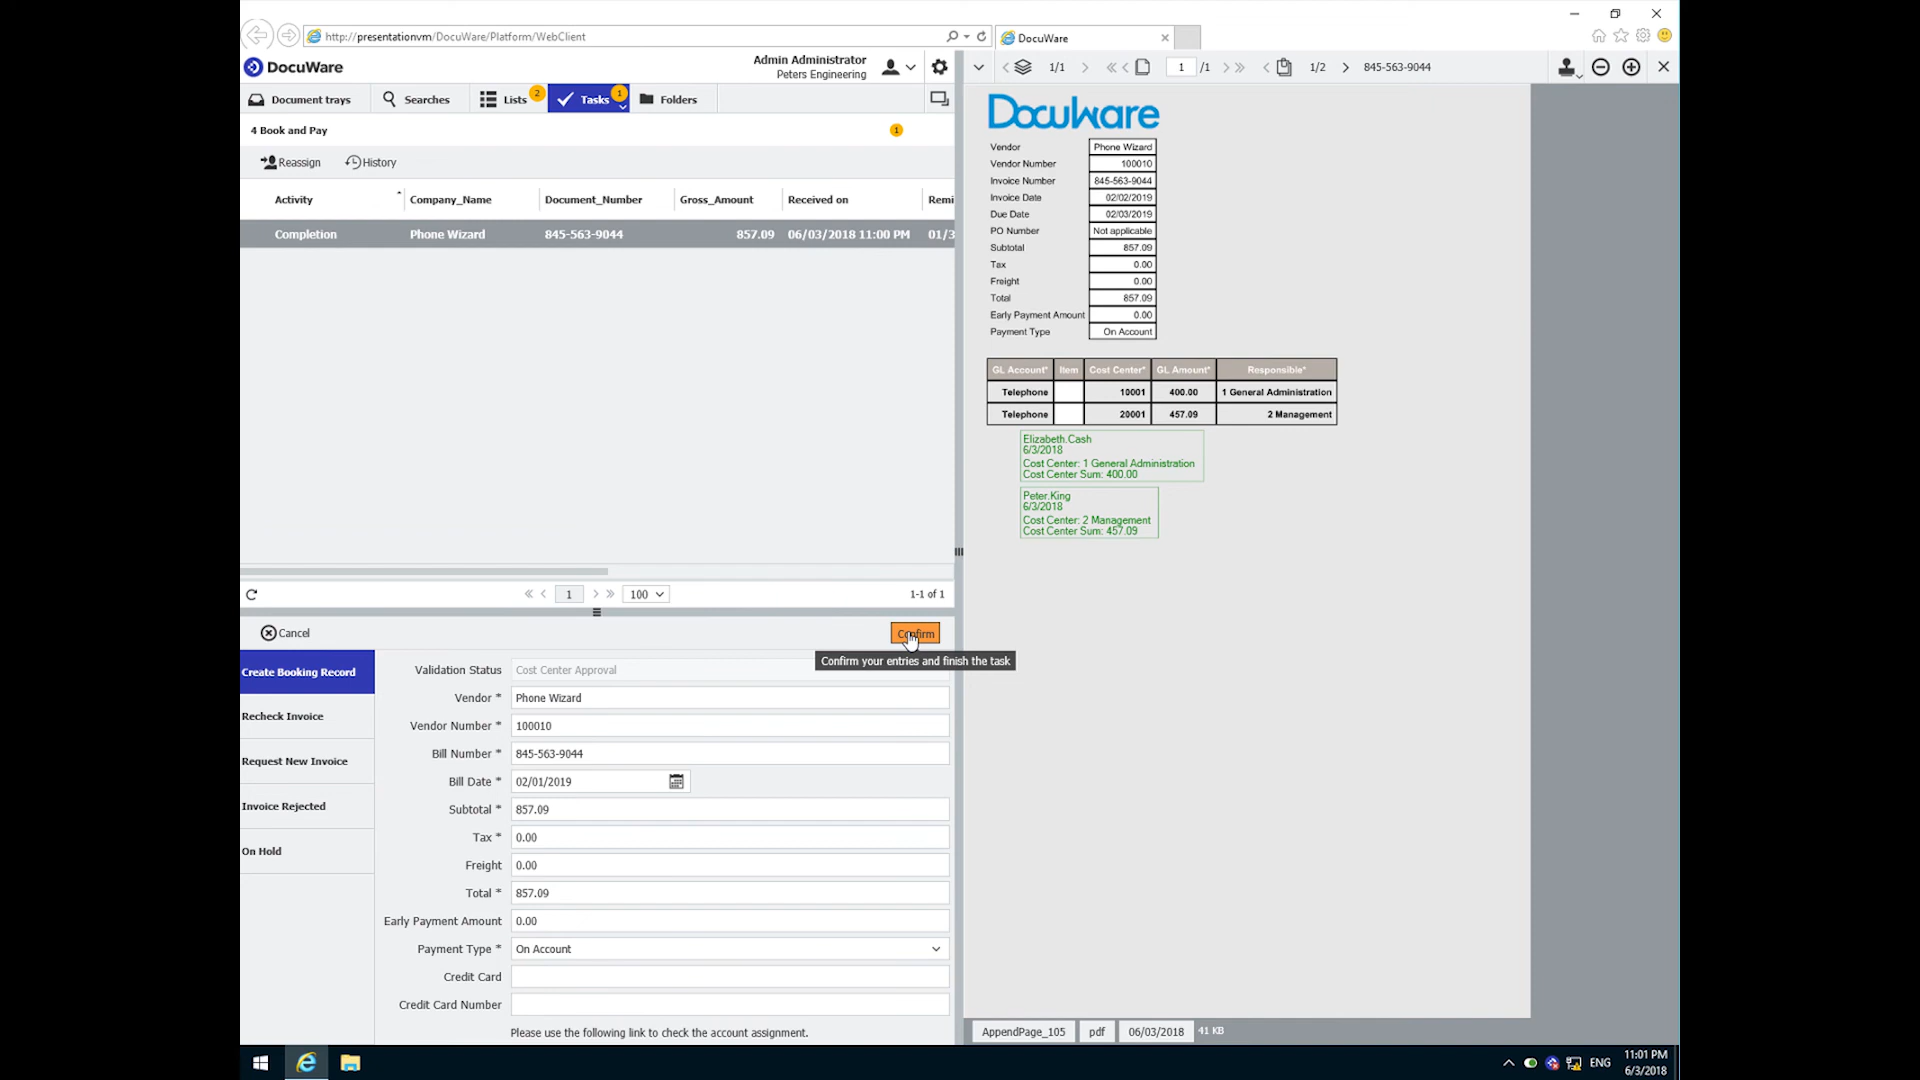 http://presentationvm/DocuWare/Platform/WebClient
DocuWare
DocuWare
Admin Administrator
Peters Engineering
Document trays
Searches
Lists 2
Tasks 1
Folders
4 Book and Pay
1
Reassign
History
Activity Company_Name Document_Number Gross_Amount Received on Remi
Completion Phone Wizard 845-563-9044 857.09 06/03/2018 11:00 PM 01/3
1 100 1-1 of 1
Cancel
Confirm
Confirm your entries and finish the task
Create Booking Record
Recheck Invoice
Request New Invoice
Invoice Rejected
On Hold
Validation Status Cost Center Approval
Vendor * Phone Wizard
Vendor Number * 100010
Bill Number * 845-563-9044
Bill Date * 02/01/2019
Subtotal * 857.09
Tax * 0.00
Freight 0.00
Total * 857.09
Early Payment Amount 0.00
Payment Type * On Account
Credit Card
Credit Card Number
Please use the following link to check the account assignment.
1/1 1 /1 1/2 845-563-9044
DocuWare
Vendor Phone Wizard
Vendor Number 100010
Invoice Number 845-563-9044
Invoice Date 02/02/2019
Due Date 02/03/2019
PO Number Not applicable
Subtotal 857.09
Tax 0.00
Freight 0.00
Total 857.09
Early Payment Amount 0.00
Payment Type On Account
GL Account* Item Cost Center* GL Amount* Responsible*
Telephone 10001 400.00 1 General Administration
Telephone 20001 457.09 2 Management
Elizabeth.Cash
6/3/2018
Cost Center: 1 General Administration
Cost Center Sum: 400.00
Peter.King
6/3/2018
Cost Center: 2 Management
Cost Center Sum: 457.09
AppendPage_105 pdf 06/03/2018 41 KB
ENG
11:01 PM
6/3/2018